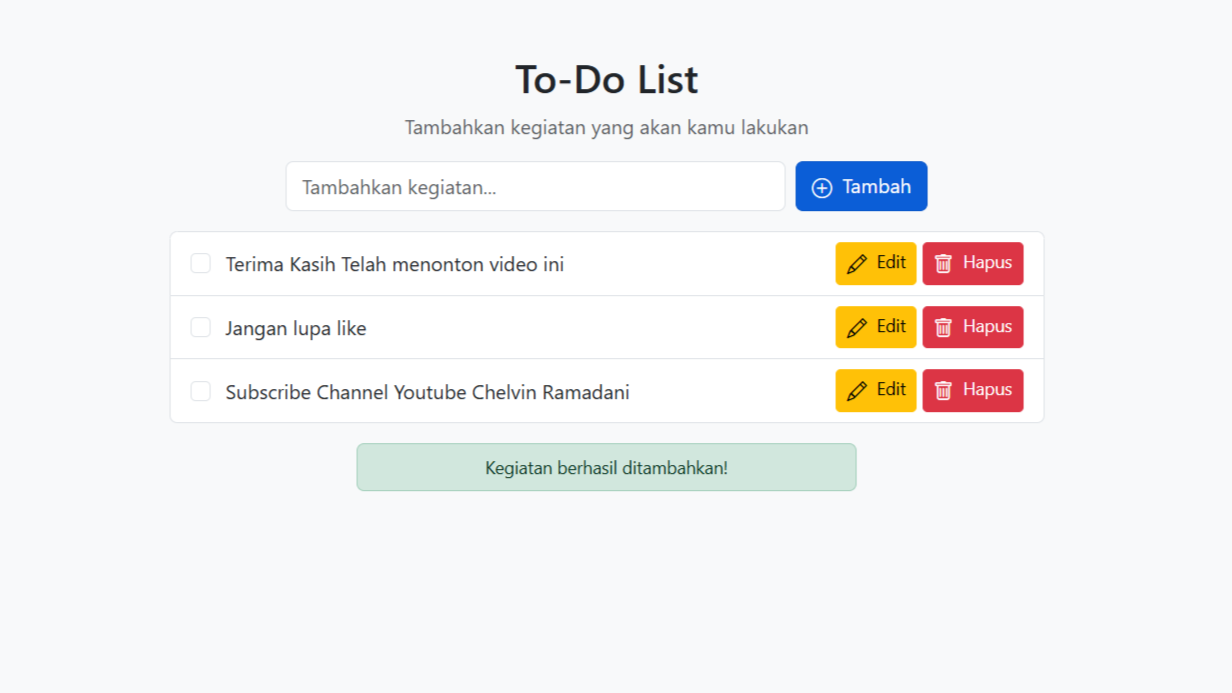 To-Do List
Tambahkan kegiatan yang akan kamu lakukan
Tambahkan kegiatan...
Tambah
Terima Kasih Telah menonton video ini
Edit
Hapus
Jangan lupa like
Edit
Hapus
Subscribe Channel Youtube Chelvin Ramadani
Edit
Hapus
Kegiatan berhasil ditambahkan!